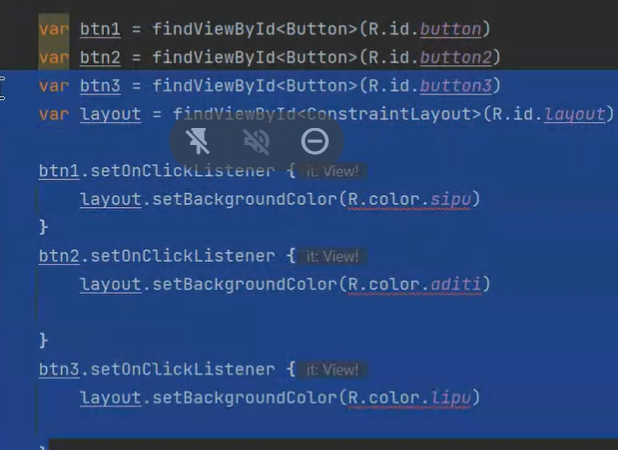 var btn1 = findViewById<Button>(R.id.button)
var btn2 = findViewById<Button>(R.id.button2)
var btn3 = findViewById<Button>(R.id.button3)
var layout = findViewById<ConstraintLayout>(R.id.layout)
btn1.setOnClickListener { it: View!
layout.setBackgroundColor(R.color.sipu)
}
btn2.setOnClickListener { it: View!
layout.setBackgroundColor(R.color.aditi)
}
btn3.setOnClickListener { it: View!
layout.setBackgroundColor(R.color.lipu)
}